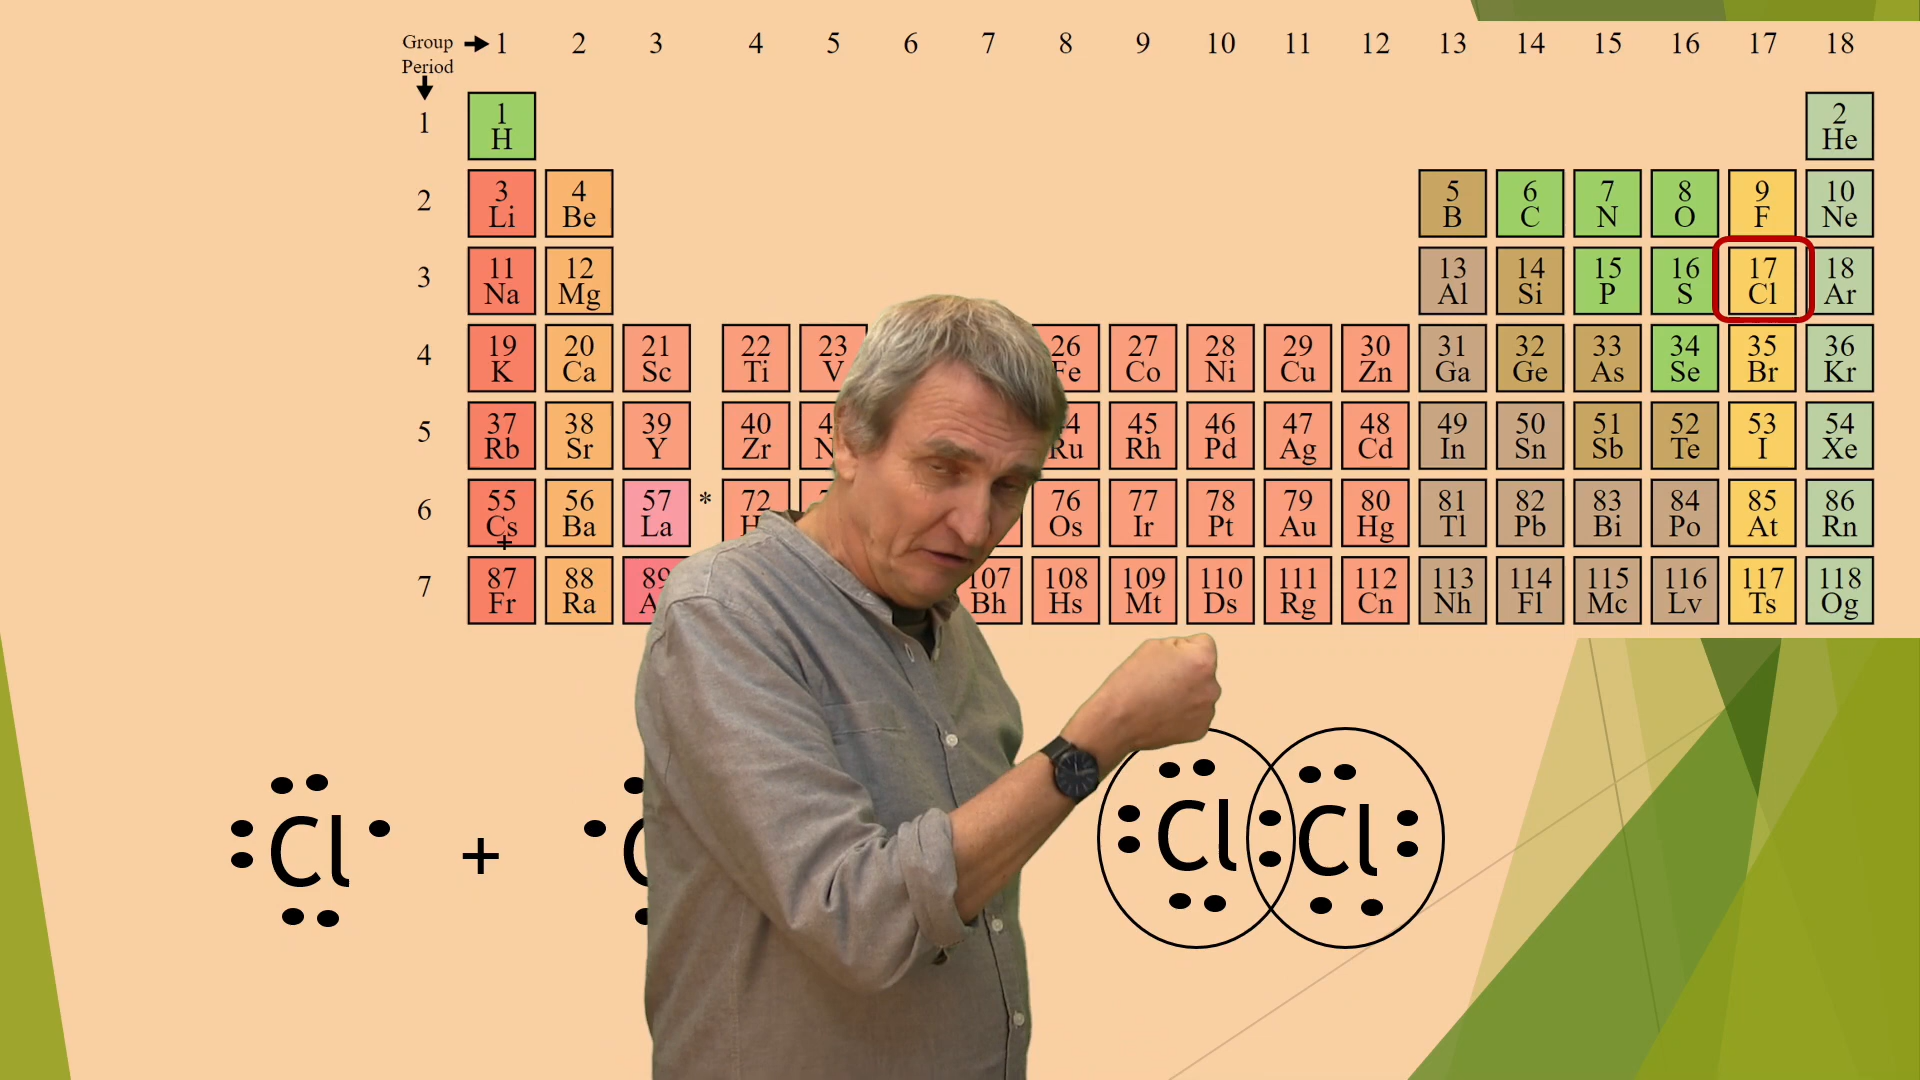 Group 1 2 3 4 5 6 7 8 9 10 11 12 13 14 15 16 17 18
Period
1 1 H 2 He
2 3 Li 4 Be 5 B 6 C 7 N 8 O 9 F 10 Ne
3 11 Na 12 Mg 13 Al 14 Si 15 P 16 S 17 Cl 18 Ar
4 19 K 20 Ca 21 Sc 22 Ti 23 V 26 Fe 27 Co 28 Ni 29 Cu 30 Zn 31 Ga 32 Ge 33 As 34 Se 35 Br 36 Kr
5 37 Rb 38 Sr 39 Y 40 Zr Ru 45 Rh 46 Pd 47 Ag 48 Cd 49 In 50 Sn 51 Sb 52 Te 53 I 54 Xe
6 55 Cs + 56 Ba 57 La * 72 76 Os 77 Ir 78 Pt 79 Au 80 Hg 81 Tl 82 Pb 83 Bi 84 Po 85 At 86 Rn
7 87 Fr 88 Ra 89 107 Bh 108 Hs 109 Mt 110 Ds 111 Rg 112 Cn 113 Nh 114 Fl 115 Mc 116 Lv 117 Ts 118 Og
Cl + Cl Cl